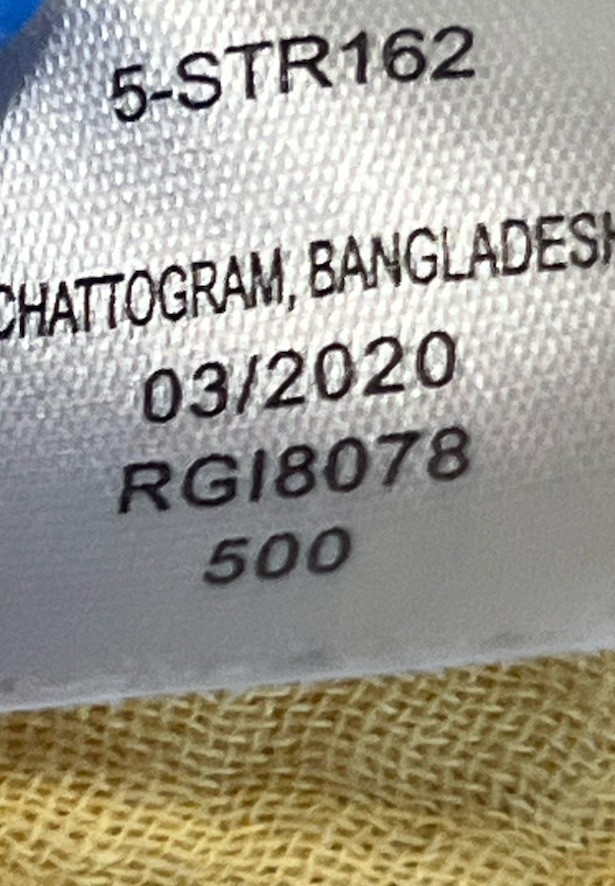 5-STR162
CHATTOGRAM, BANGLADESH
03/2020
RGI8078
500